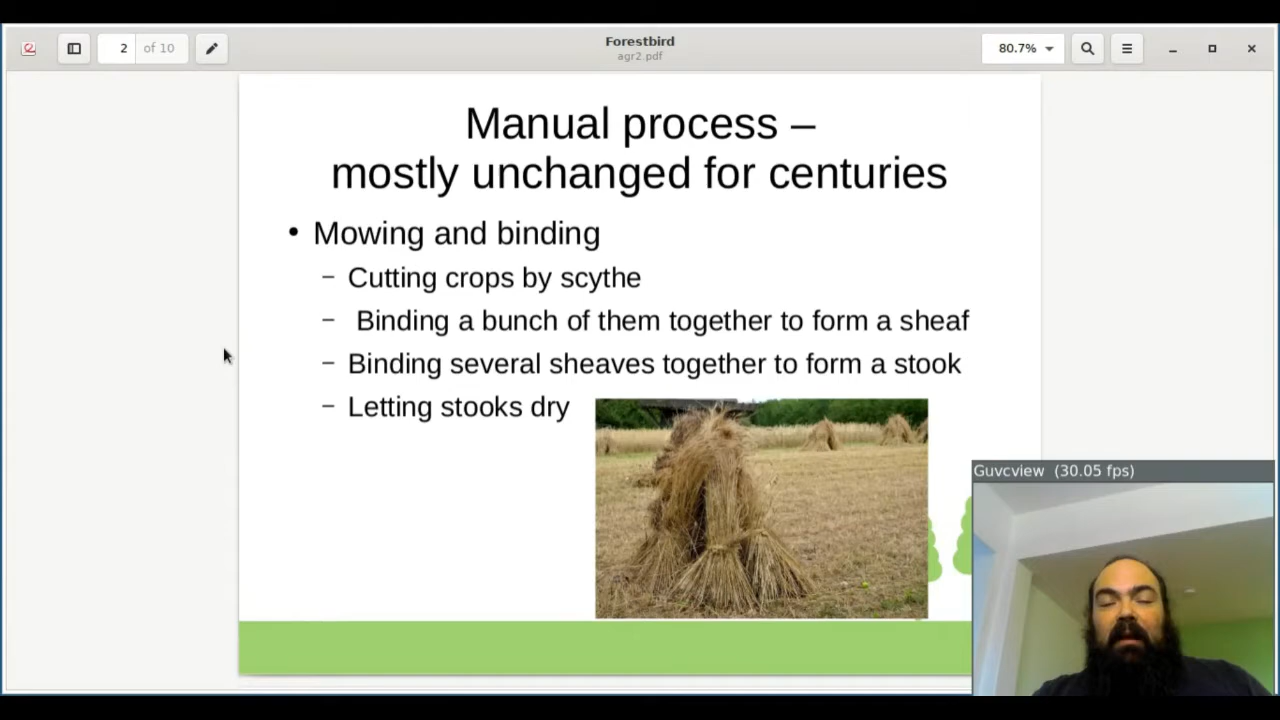 2 of 10
Forestbird
agr2.pdf
80.7%
Manual process –
mostly unchanged for centuries
• Mowing and binding
– Cutting crops by scythe
– Binding a bunch of them together to form a sheaf
– Binding several sheaves together to form a stook
– Letting stooks dry
Guvcview (30.05 fps)